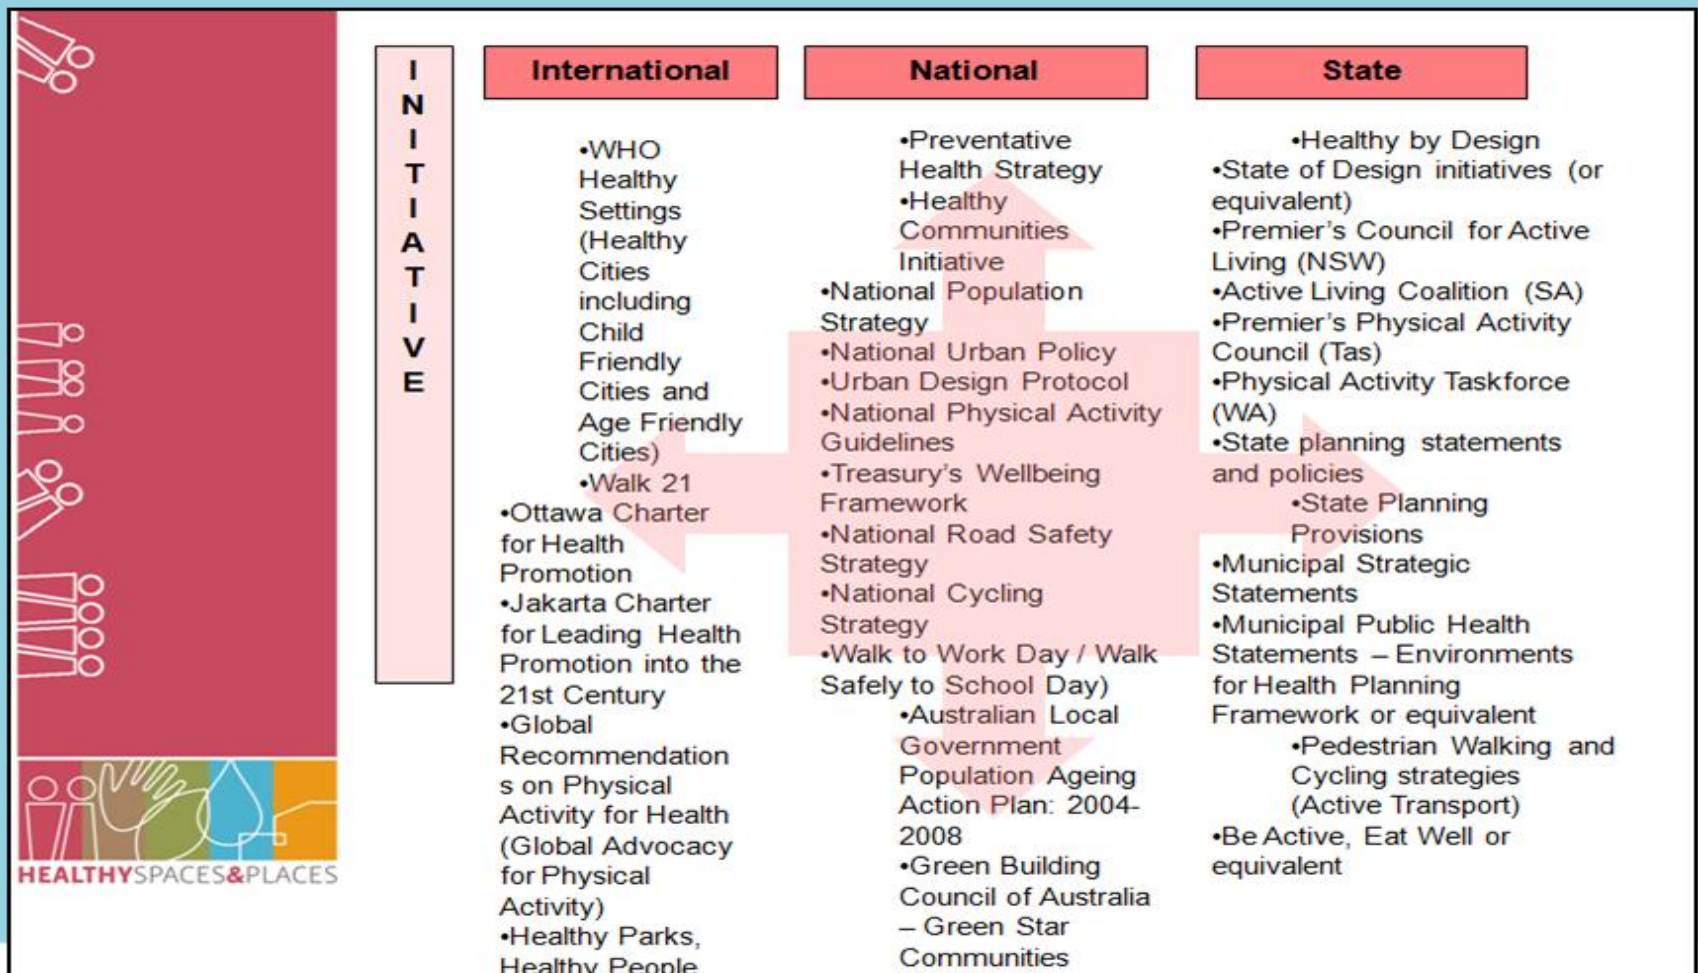 I
N
I
T
I
A
T
I
V
E
International
•WHO
Healthy
Settings
(Healthy
Cities
including
Child
Friendly
Cities and
Age Friendly
Cities)
•Walk 21
•Ottawa Charter
for Health
Promotion
•Jakarta Charter
for Leading Health
Promotion into the
21st Century
•Global
Recommendation
s on Physical
Activity for Health
(Global Advocacy
for Physical
Activity)
•Healthy Parks,
Healthy People
National
•Preventative
Health Strategy
•Healthy
Communities
Initiative
•National Population
Strategy
•National Urban Policy
•Urban Design Protocol
•National Physical Activity
Guidelines
•Treasury's Wellbeing
Framework
•National Road Safety
Strategy
•National Cycling
Strategy
•Walk to Work Day / Walk
Safely to School Day)
•Australian Local
Government
Population Ageing
Action Plan: 2004-
2008
•Green Building
Council of Australia
– Green Star
Communities
State
•Healthy by Design
•State of Design initiatives (or
equivalent)
•Premier's Council for Active
Living (NSW)
•Active Living Coalition (SA)
•Premier's Physical Activity
Council (Tas)
•Physical Activity Taskforce
(WA)
•State planning statements
and policies
•State Planning
Provisions
•Municipal Strategic
Statements
•Municipal Public Health
Statements – Environments
for Health Planning
Framework or equivalent
•Pedestrian Walking and
Cycling strategies
(Active Transport)
•Be Active, Eat Well or
equivalent
HEALTHYSPACES&PLACES